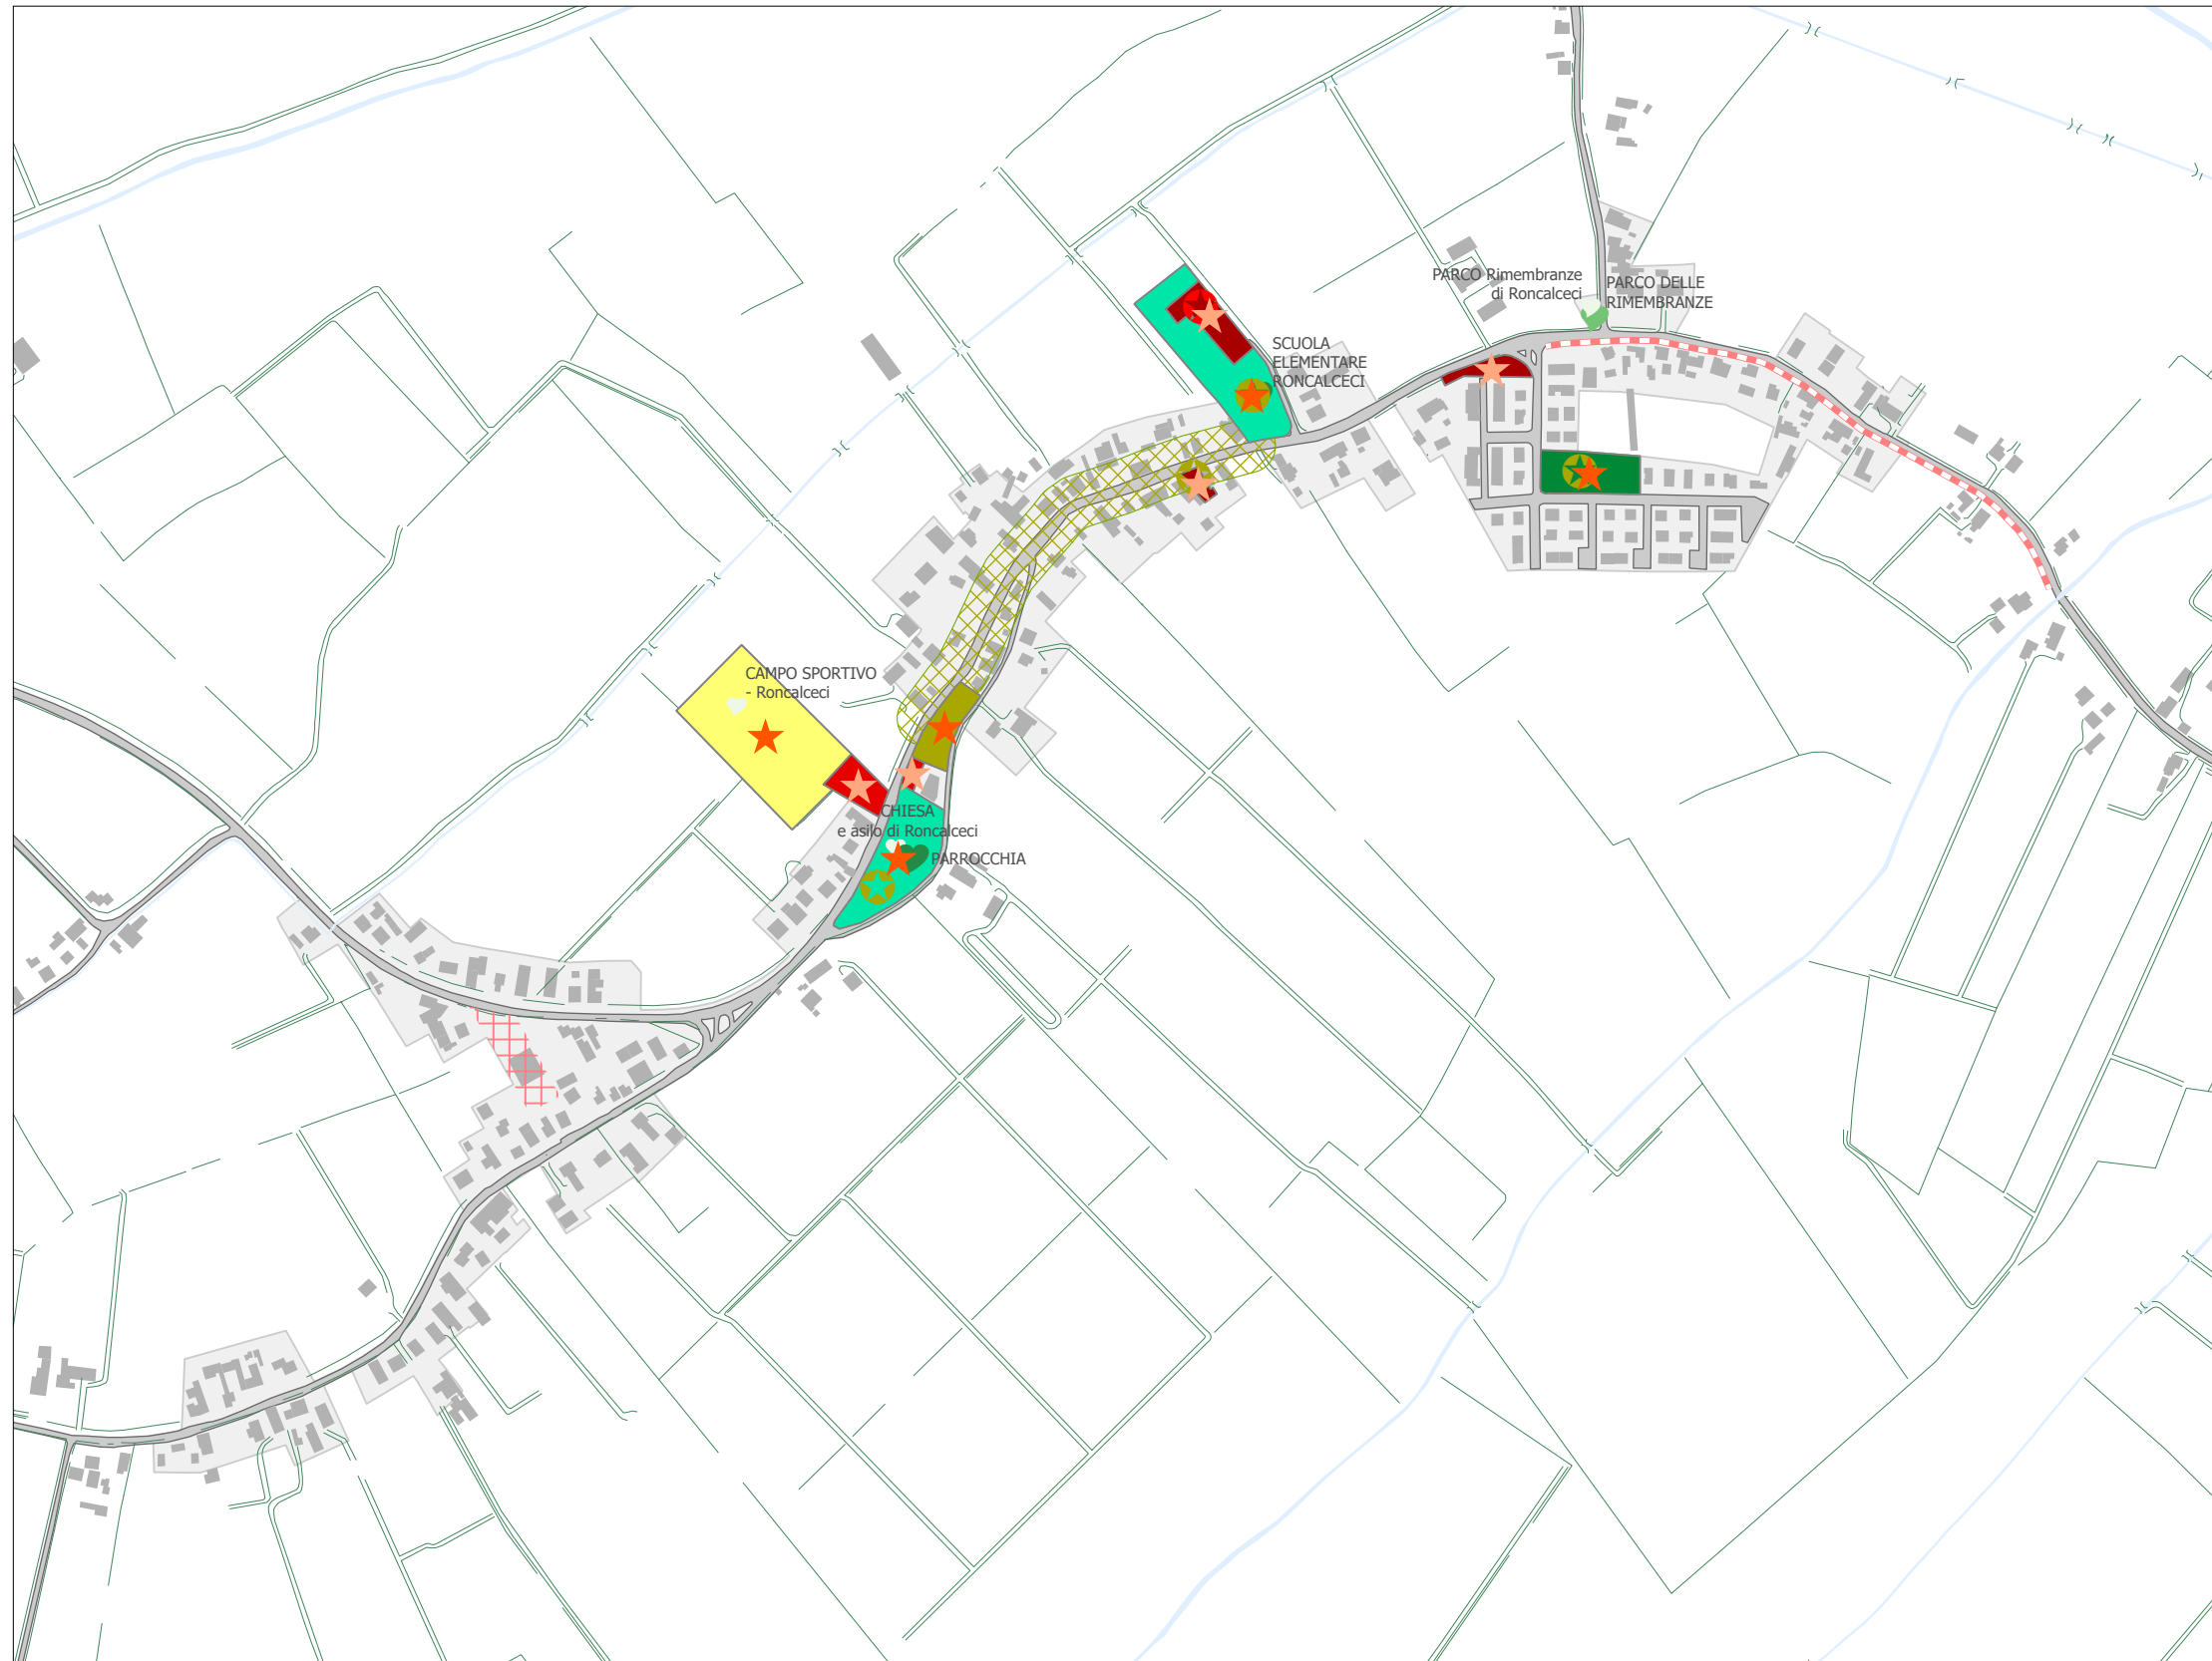 PARCO Rimembranze
di Roncalceci
PARCO DELLE
RIMEMBRANZE
SCUOLA
ELEMENTARE
RONCALCECI
CAMPO SPORTIVO
- Roncalceci
CHIESA
e asilo di Roncalceci
PARROCCHIA